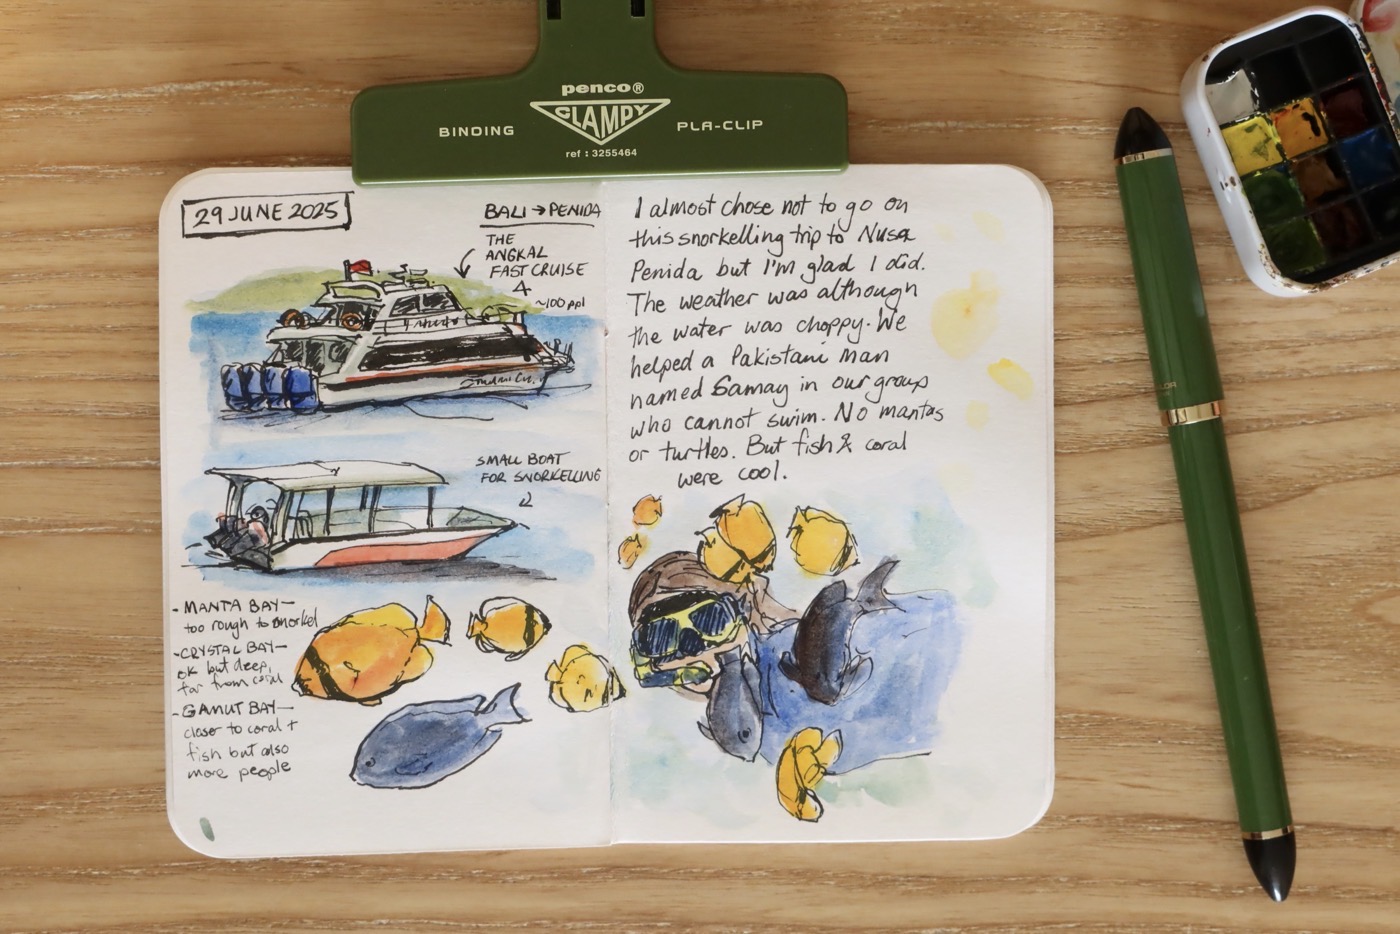 penco®
CLAMPY
BINDING
PLA-CLIP
ref : 3255464
29 JUNE 2025
BALI → PENIDA
THE
ANGKAL
FAST CRUISE
~100 ppl
SMALL BOAT
FOR SNORKELLING
- MANTA BAY—
too rough to snorkel
- CRYSTAL BAY—
ok but deep,
far from coral
- GAMUT BAY—
closer to coral +
fish but also
more people
I almost chose not to go on
this snorkelling trip to Nusa
Penida but I'm glad I did.
The weather was although
the water was choppy. We
helped a Pakistani man
named Samay in our group
who cannot swim. No mantas
or turtles. But fish & coral
were cool.